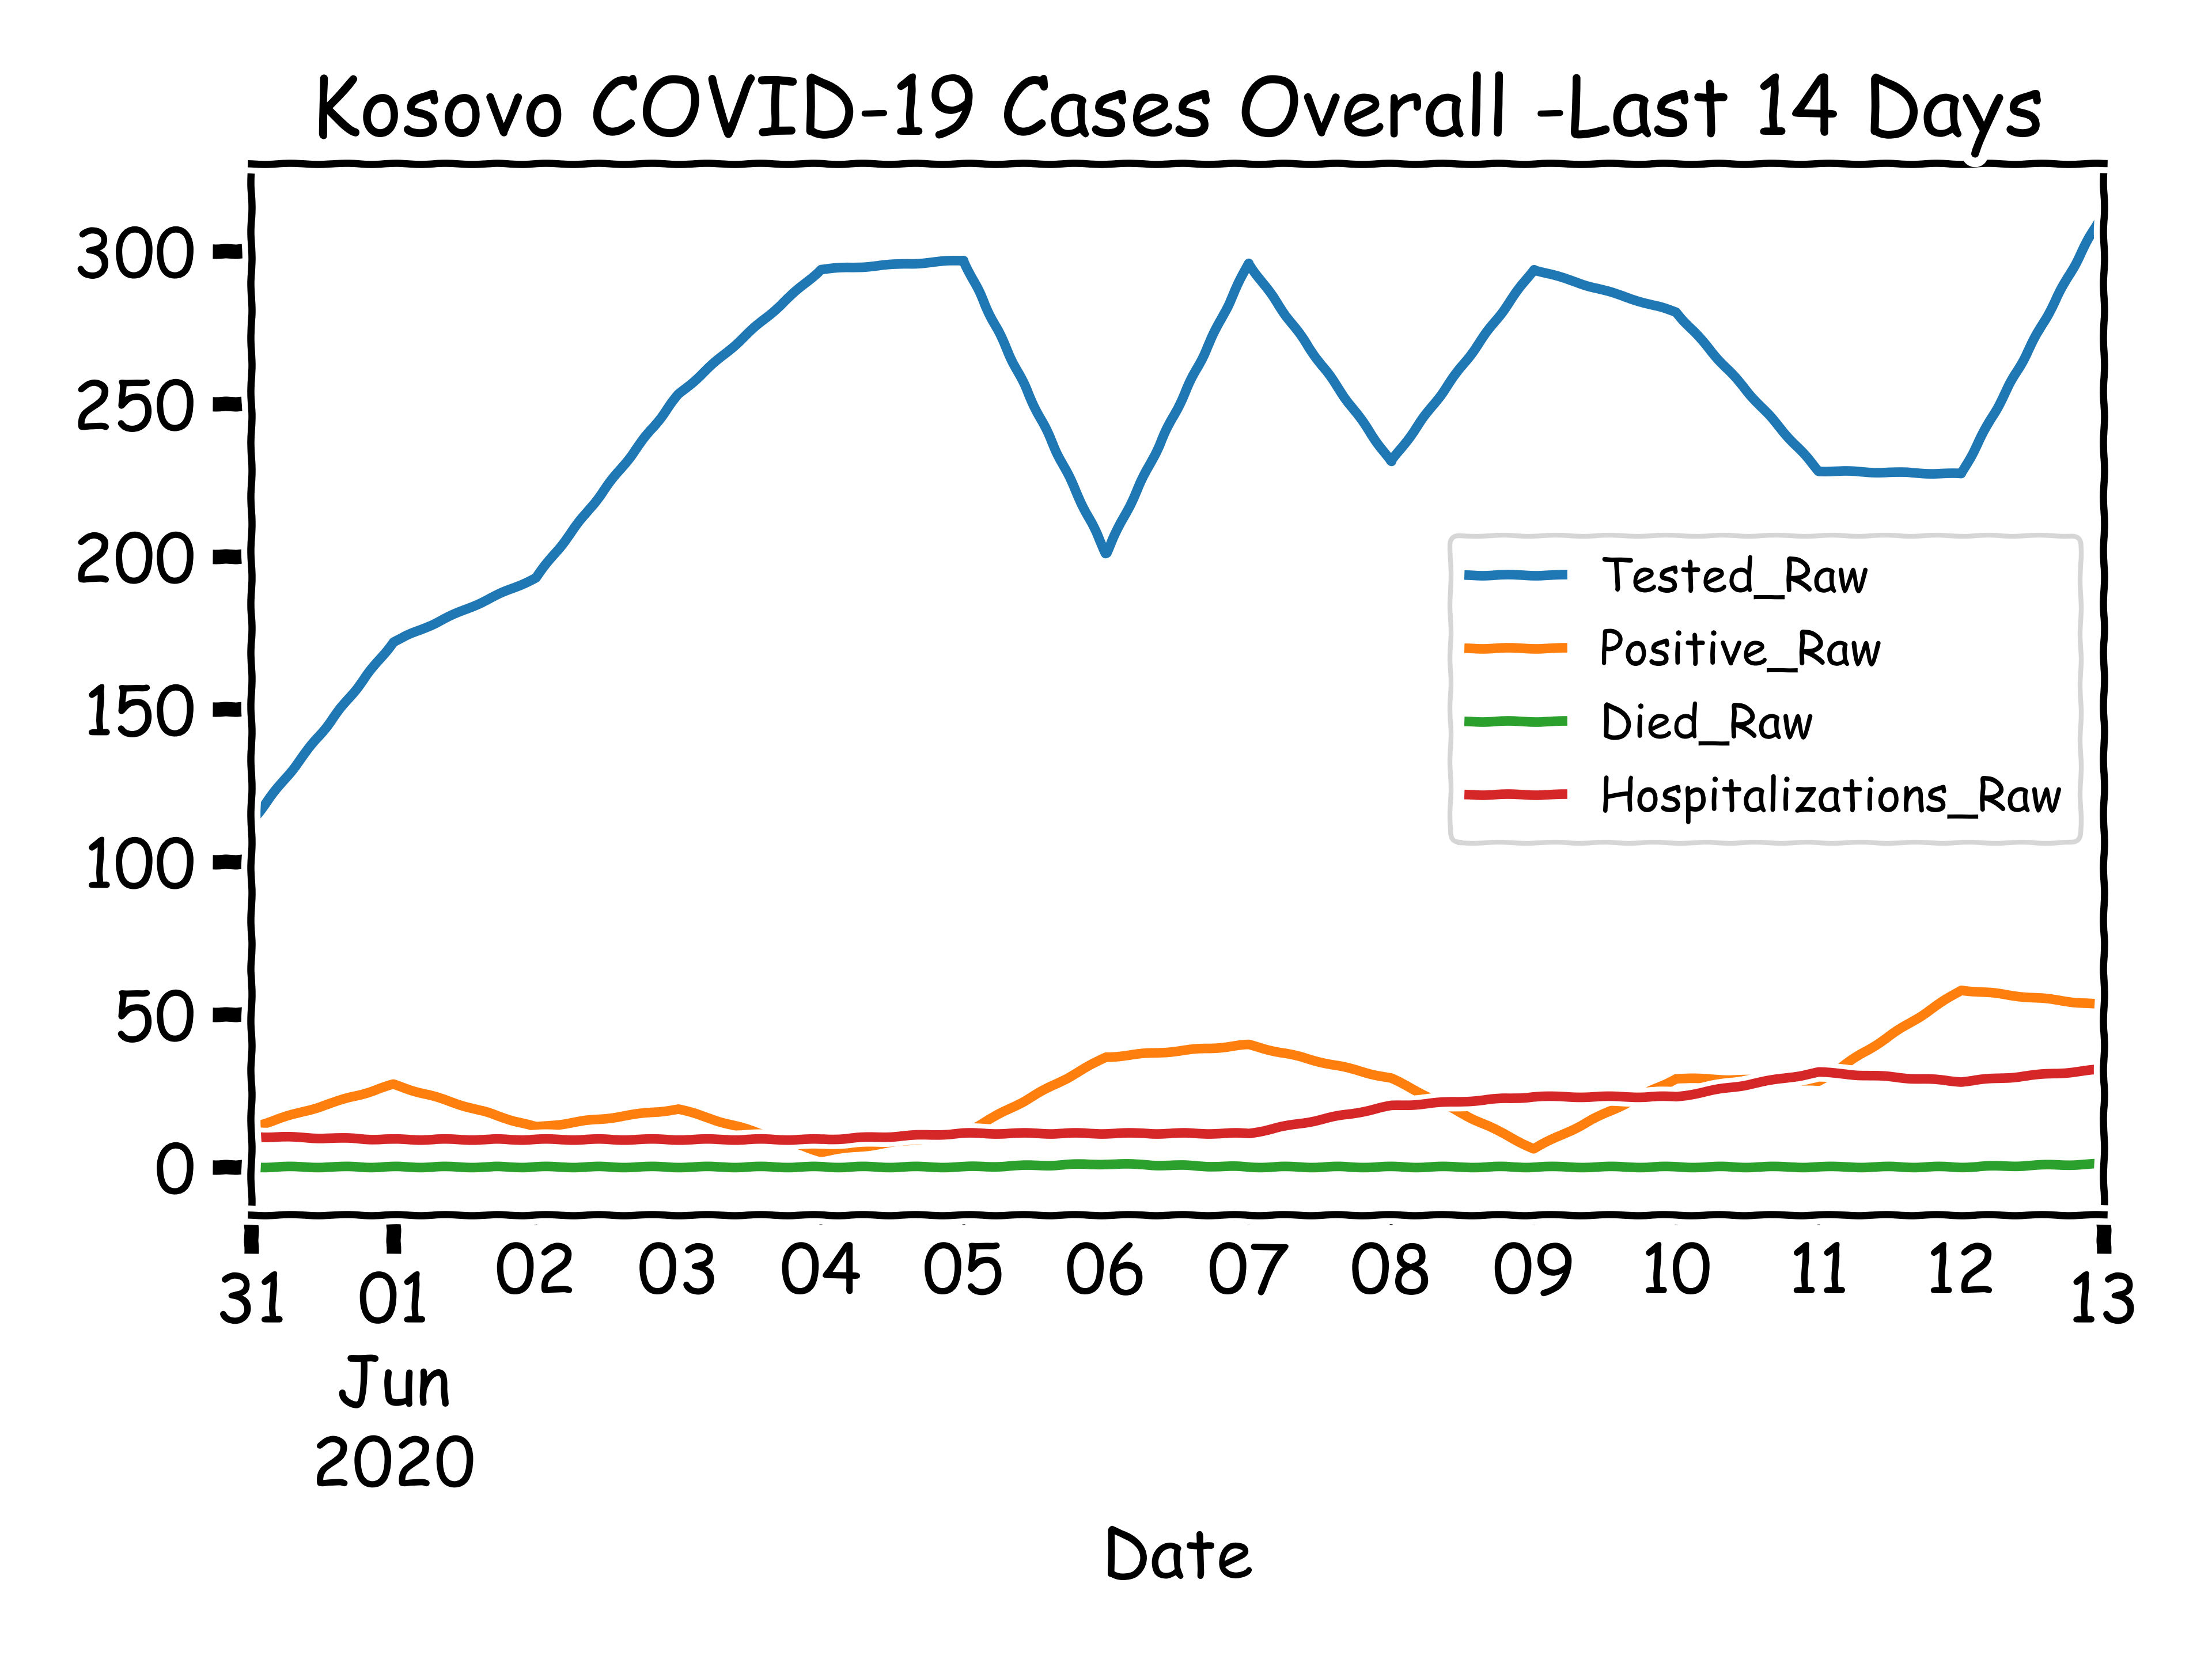 Kosovo COVID-19 Cases Overall -Last 14 Days
300
250
200
150
100
50
0
Tested_Raw
Positive_Raw
Died_Raw
Hospitalizations_Raw
31 01 02 03 04 05 06 07 08 09 10 11 12 13
Jun
2020
Date